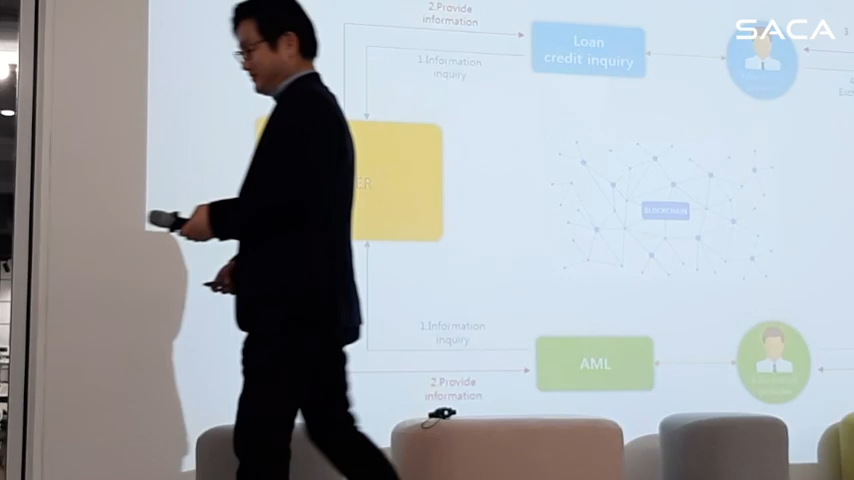 2.Provide
information
SACA
3
Loan
credit inquiry
1.Information
inquiry
ER
BLOCKCHAIN
1.Information
inquiry
AML
2.Provide
information